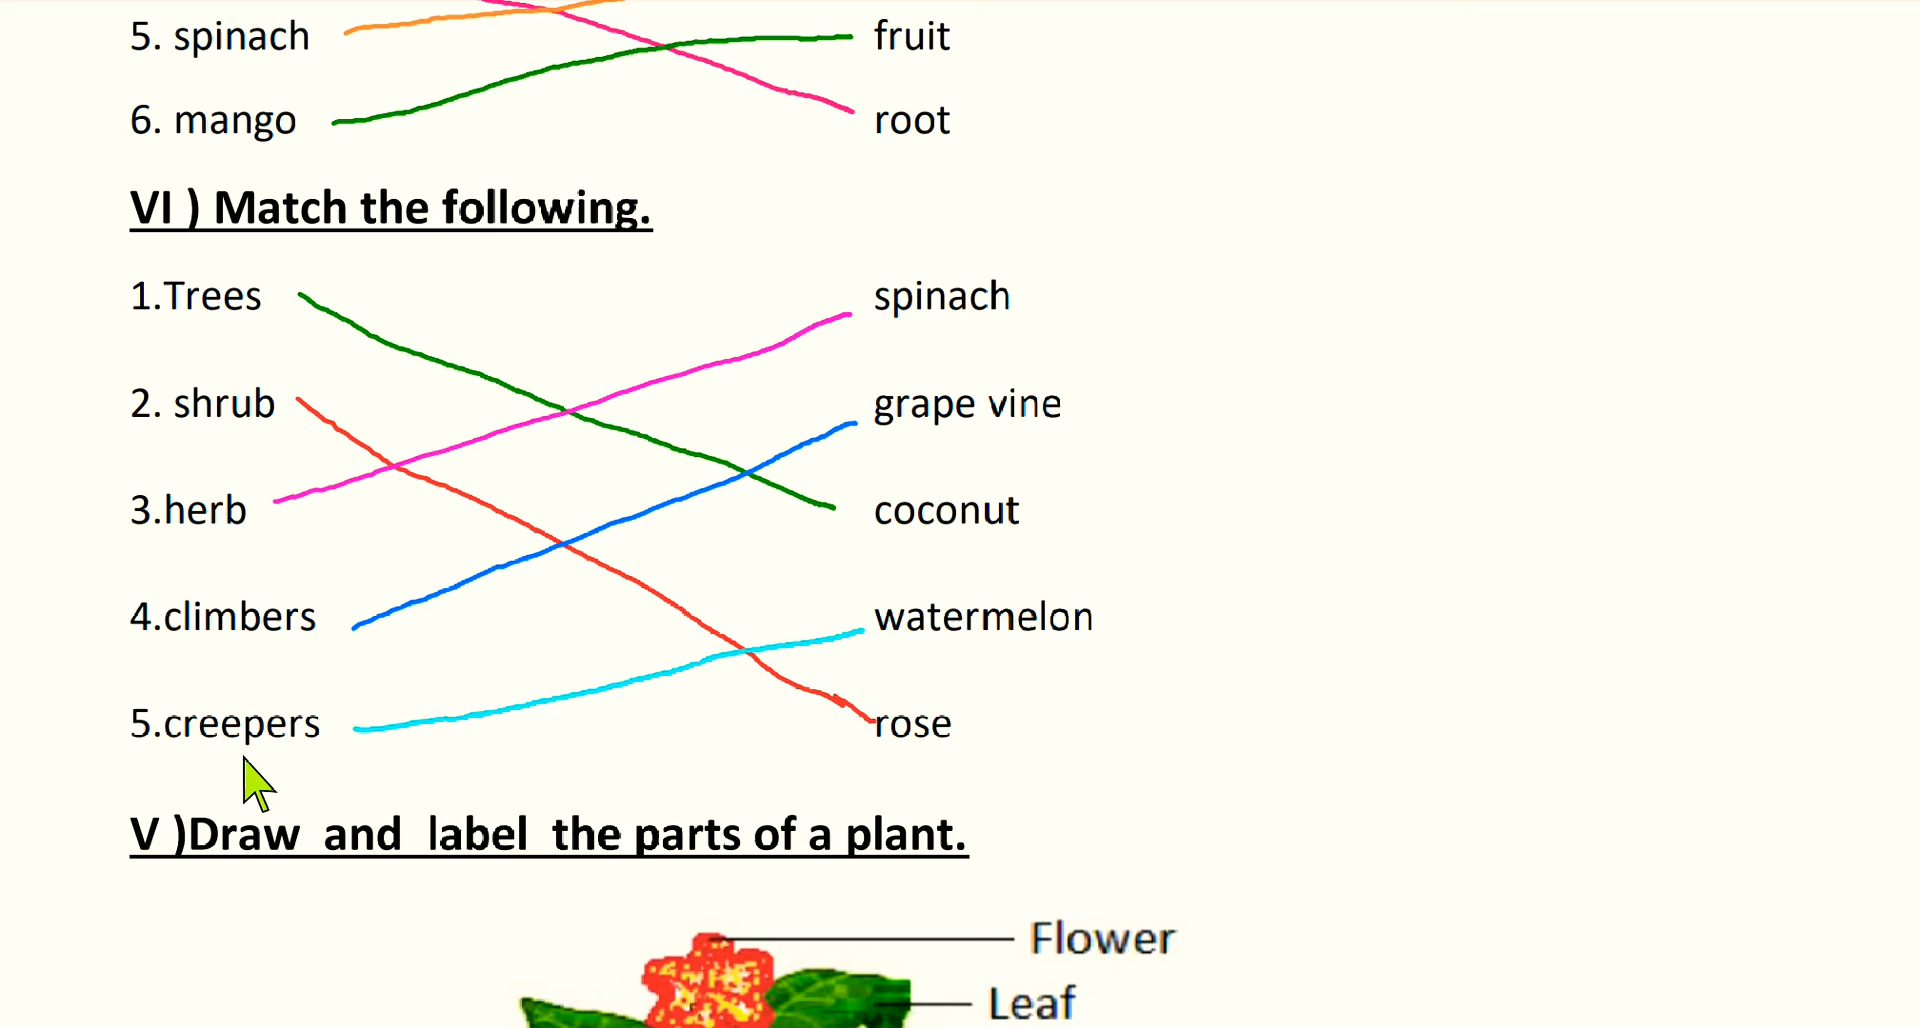 5. spinach fruit
6. mango root
VI ) Match the following.
1.Trees spinach
2. shrub grape vine
3.herb coconut
4.climbers watermelon
5.creepers rose
V )Draw and label the parts of a plant.
Flower
Leaf